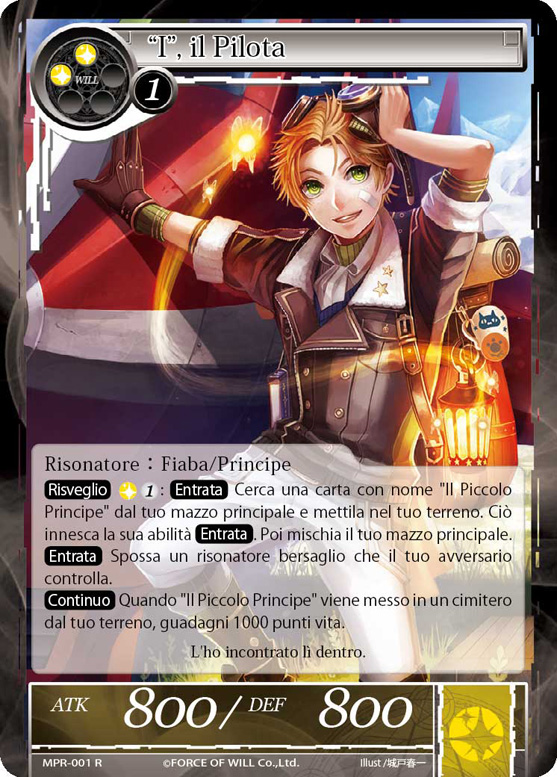 “I”, il Pilota
WILL
1
Risonatore : Fiaba/Principe
Risveglio 1 : Entrata Cerca una carta con nome "Il Piccolo
Principe" dal tuo mazzo principale e mettila nel tuo terreno. Ciò
innesca la sua abilità Entrata. Poi mischia il tuo mazzo principale.
Entrata Spossa un risonatore bersaglio che il tuo avversario
controlla.
Continuo Quando "Il Piccolo Principe" viene messo in un cimitero
dal tuo terreno, guadagni 1000 punti vita.
L'ho incontrato lì dentro.
ATK 800 / DEF 800
MPR-001 R ©FORCE OF WILL Co.,Ltd. Illust / 城戸春一